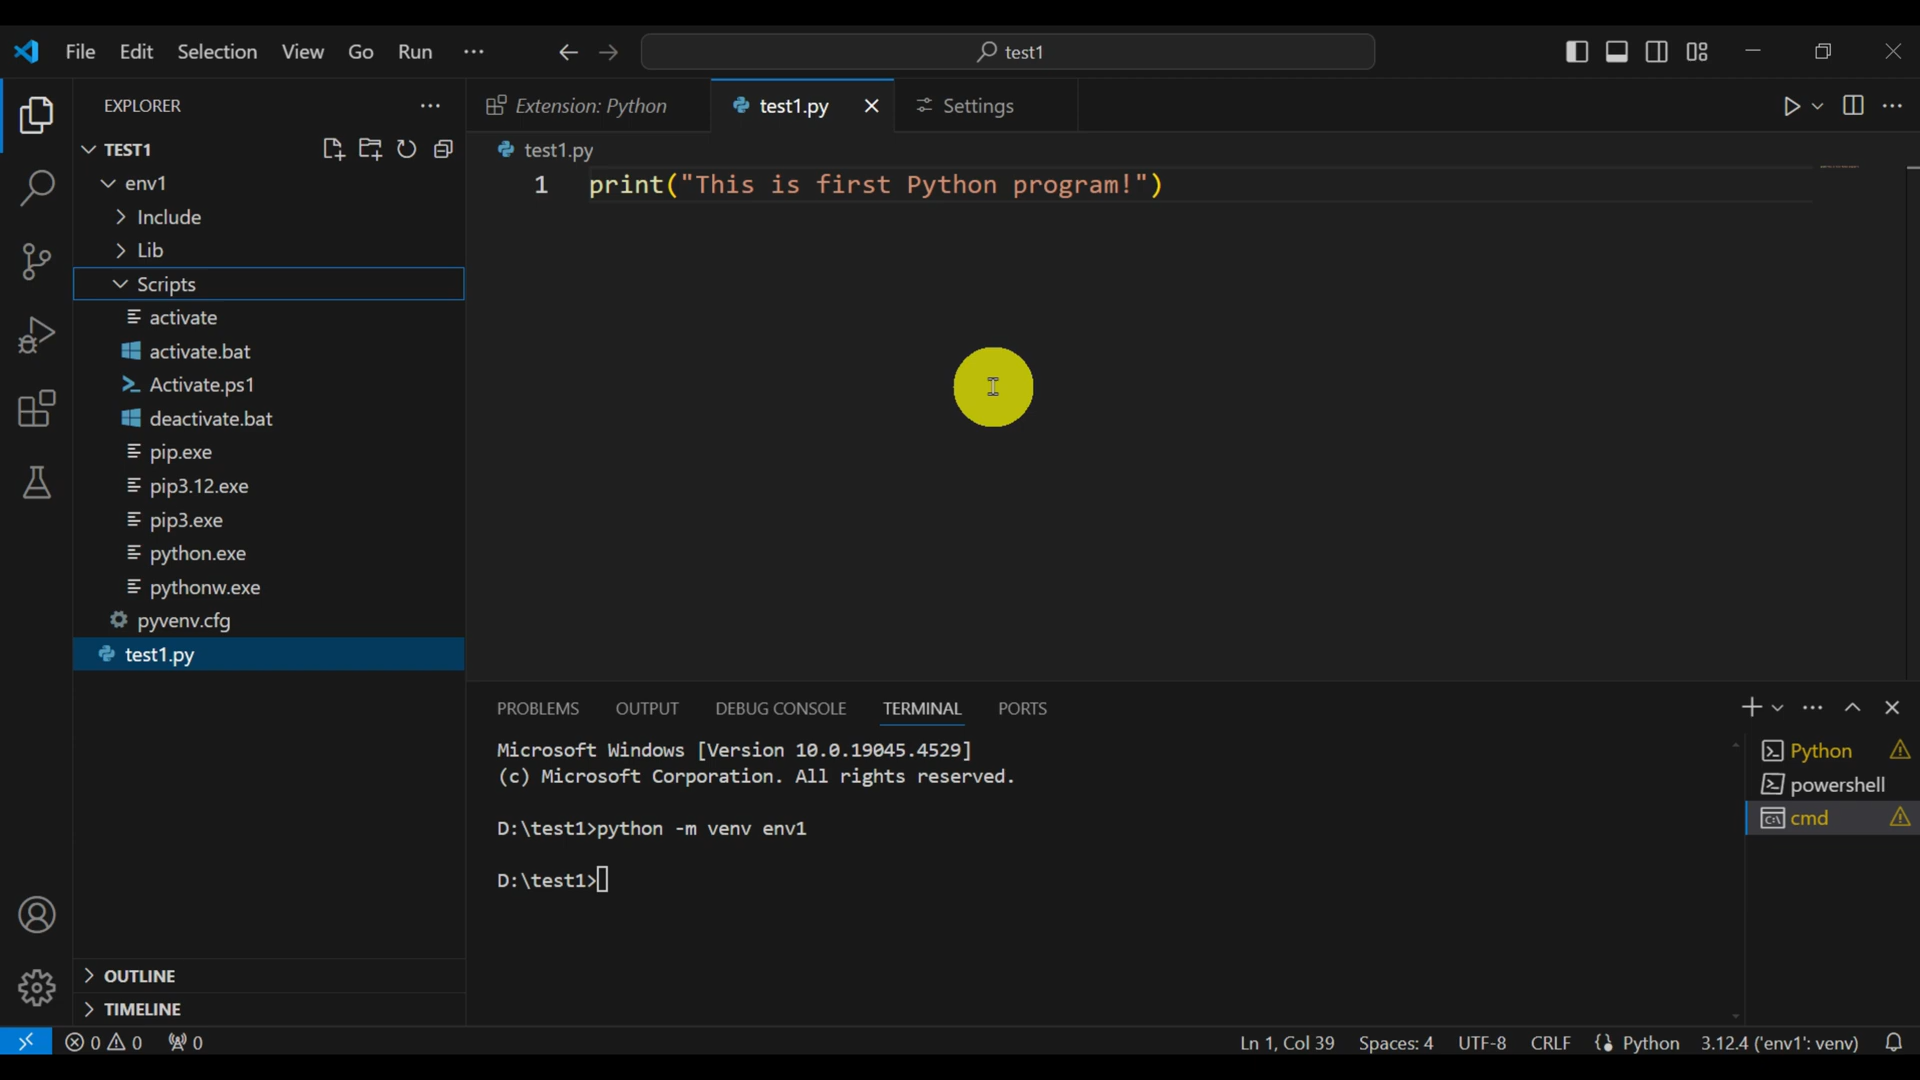 File Edit Selection View Go Run ··· test1
EXPLORER ···
Extension: Python test1.py Settings
TEST1
test1.py
env1
1 print("This is first Python program!")
Include
Lib
Scripts
activate
activate.bat
Activate.ps1
deactivate.bat
pip.exe
pip3.12.exe
pip3.exe
python.exe
pythonw.exe
pyvenv.cfg
test1.py
PROBLEMS OUTPUT DEBUG CONSOLE TERMINAL PORTS
Microsoft Windows [Version 10.0.19045.4529]
(c) Microsoft Corporation. All rights reserved.
D:\test1>python -m venv env1
D:\test1>
Python
powershell
cmd
OUTLINE
TIMELINE
0 0 0 Ln 1, Col 39 Spaces: 4 UTF-8 CRLF Python 3.12.4 ('env1': venv)